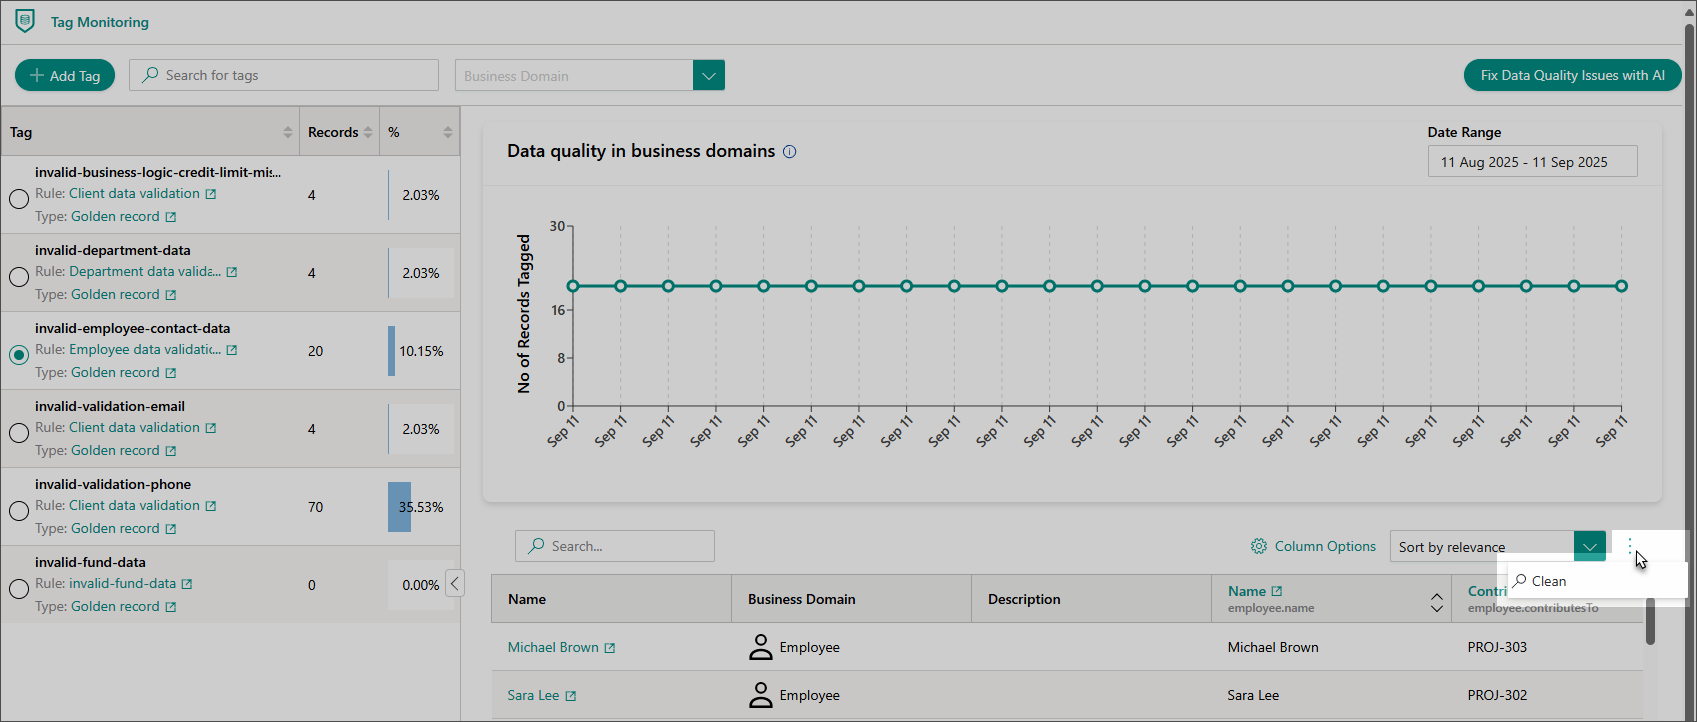 Tag Monitoring
Add Tag
Search for tags
Business Domain
Fix Data Quality Issues with AI
Tag Records %
invalid-business-logic-credit-limit-mis...
Rule: Client data validation
Type: Golden record
4 2.03%
invalid-department-data
Rule: Department data valida...
Type: Golden record
4 2.03%
invalid-employee-contact-data
Rule: Employee data validatic...
Type: Golden record
20 10.15%
invalid-validation-email
Rule: Client data validation
Type: Golden record
4 2.03%
invalid-validation-phone
Rule: Client data validation
Type: Golden record
70 35.53%
invalid-fund-data
Rule: invalid-fund-data
Type: Golden record
0 0.00%
Data quality in business domains
Date Range
11 Aug 2025 - 11 Sep 2025
No of Records Tagged
30
16
8
0
Sep 11 Sep 11 Sep 11 Sep 11 Sep 11 Sep 11 Sep 11 Sep 11 Sep 11 Sep 11 Sep 11 Sep 11 Sep 11 Sep 11 Sep 11 Sep 11 Sep 11 Sep 11 Sep 11 Sep 11 Sep 11 Sep 11 Sep 11
Search...
Column Options
Sort by relevance
Clean
Name Business Domain Description Name Contri
employee.name employee.contributesTo
Michael Brown Employee Michael Brown PROJ-303
Sara Lee Employee Sara Lee PROJ-302